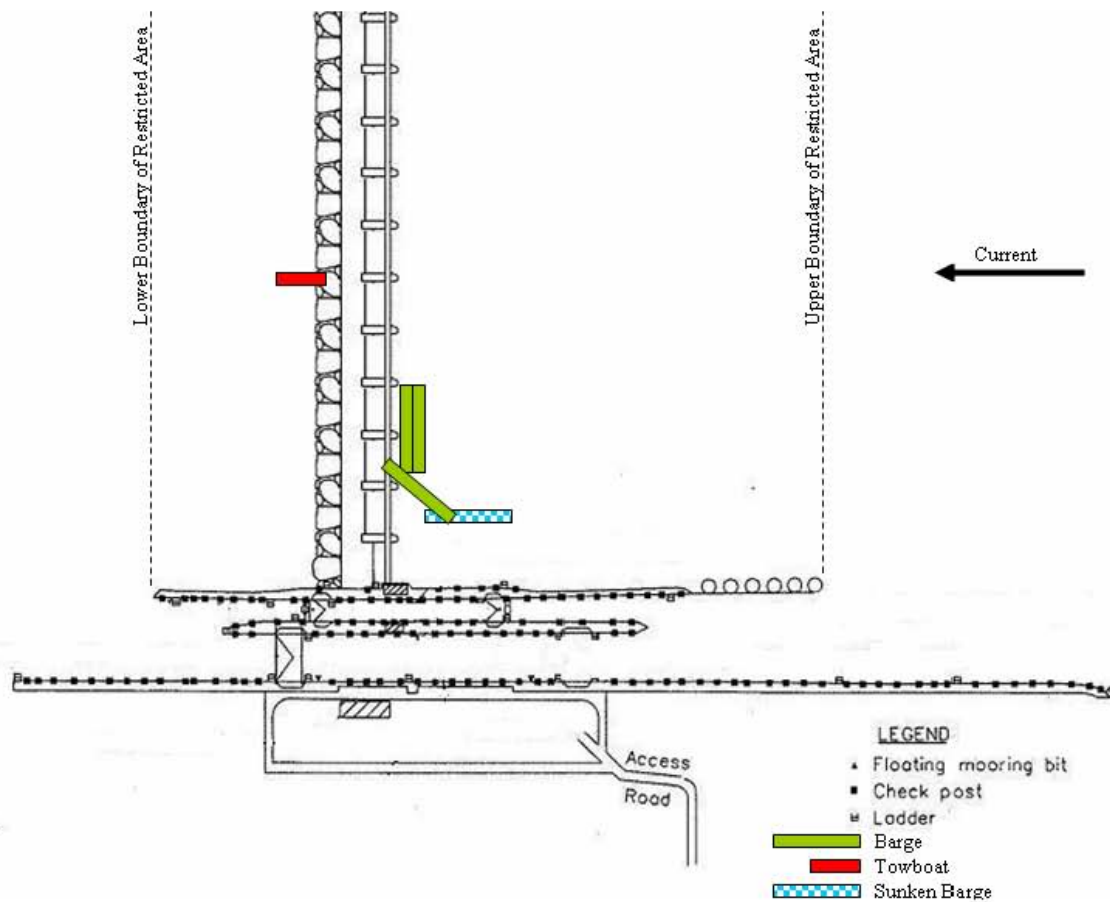 Lower Boundary of Restricted Area
Upper Boundary of Restricted Area
Current
Access
Road
LEGEND
Floating mooring bit
Check post
Ladder
Barge
Towboat
Sunken Barge